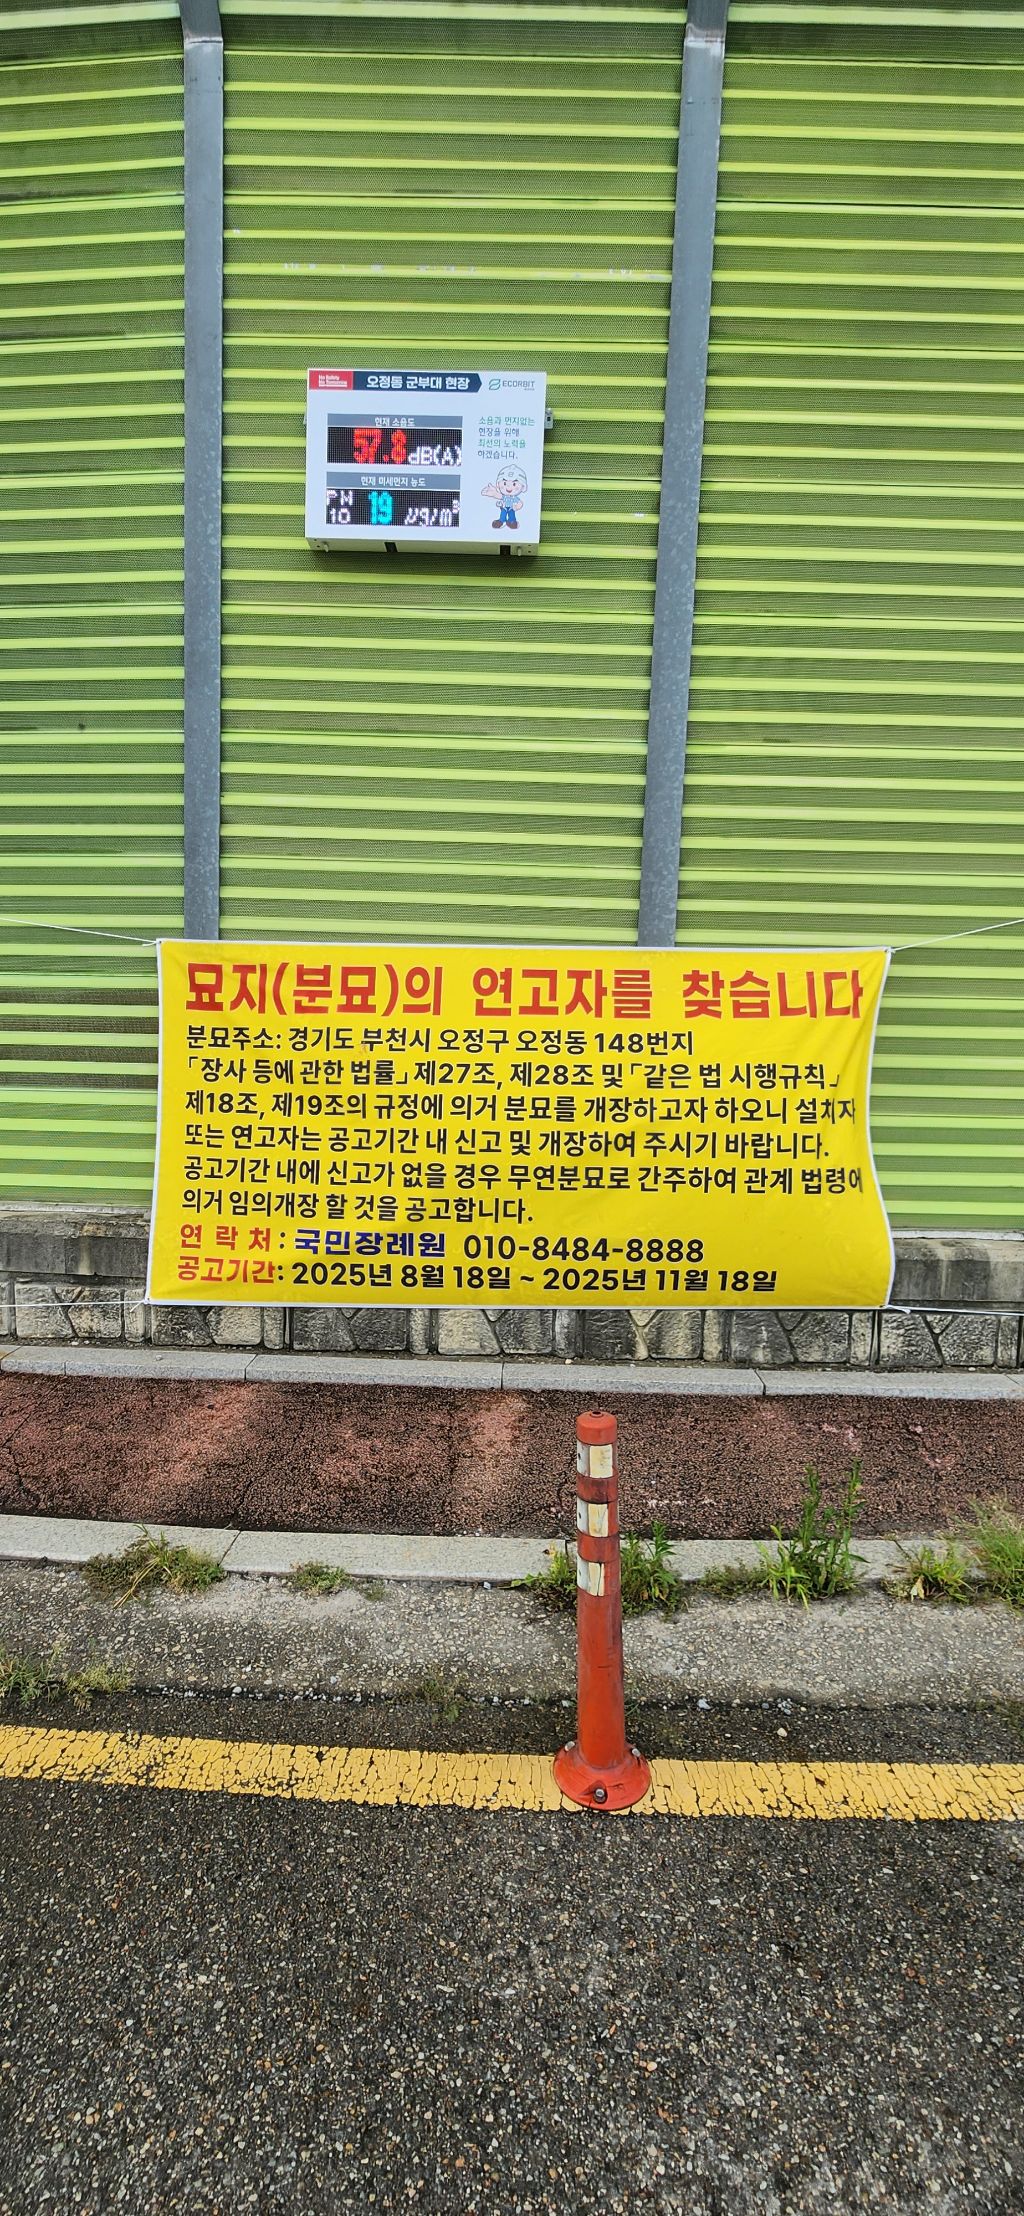 No Safety
No Tomorrow
오정동 군부대 현장
ECORBIT
현재 소음도
57.8 dB(A)
현재 미세먼지 농도
PM
10
19 ㎍/m³
소음과 먼지없는
현장을 위해
최선의 노력을
하겠습니다.
묘지(분묘)의 연고자를 찾습니다
분묘주소: 경기도 부천시 오정구 오정동 148번지
「장사 등에 관한 법률」제27조, 제28조 및「같은 법 시행규칙」
제18조, 제19조의 규정에 의거 분묘를 개장하고자 하오니 설치자
또는 연고자는 공고기간 내 신고 및 개장하여 주시기 바랍니다.
공고기간 내에 신고가 없을 경우 무연분묘로 간주하여 관계 법령에
의거 임의개장 할 것을 공고합니다.
연 락 처 : 국민장례원 010-8484-8888
공고기간: 2025년 8월 18일 ~ 2025년 11월 18일